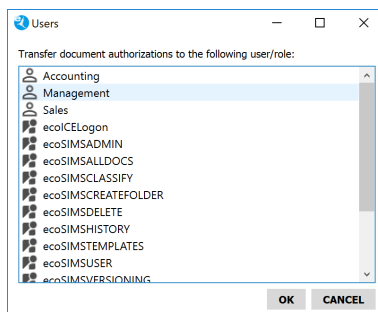 Users
Transfer document authorizations to the following user/role:
Accounting
Management
Sales
ecoICELogon
ecoSIMSADMIN
ecoSIMSALLDOCS
ecoSIMSCLASSIFY
ecoSIMSCREATEFOLDER
ecoSIMSDELETE
ecoSIMSHISTORY
ecoSIMSTEMPLATES
ecoSIMSUSER
ecoSIMSVERSIONING
OK CANCEL